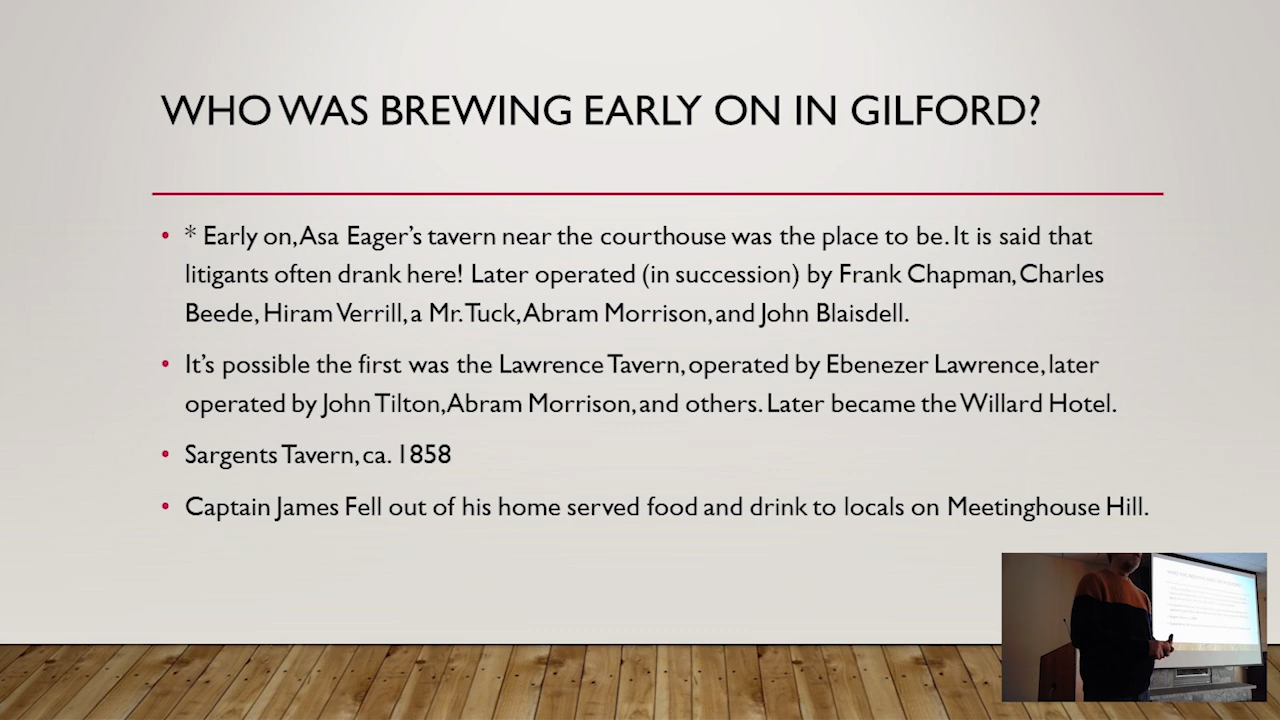 WHO WAS BREWING EARLY ON IN GILFORD?
• * Early on, Asa Eager's tavern near the courthouse was the place to be. It is said that
litigants often drank here! Later operated (in succession) by Frank Chapman, Charles
Beede, Hiram Verrill, a Mr. Tuck, Abram Morrison, and John Blaisdell.
• It's possible the first was the Lawrence Tavern, operated by Ebenezer Lawrence, later
operated by John Tilton, Abram Morrison, and others. Later became the Willard Hotel.
• Sargents Tavern, ca. 1858
• Captain James Fell out of his home served food and drink to locals on Meetinghouse Hill.